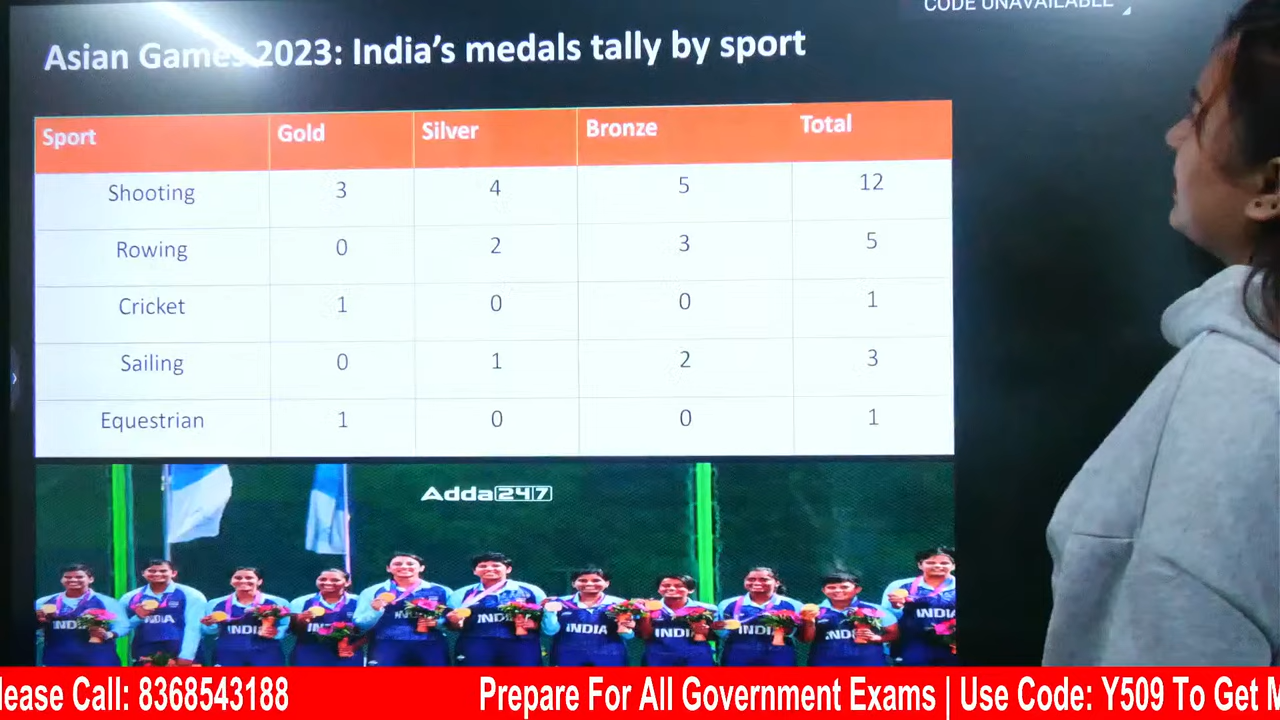 CODE UNAVAILABLE
Asian Games 2023: India's medals tally by sport
Sport Gold Silver Bronze Total
Shooting 3 4 5 12
Rowing 0 2 3 5
Cricket 1 0 0 1
Sailing 0 1 2 3
Equestrian 1 0 0 1
Adda247
INDIA INDIA INDIA INDIA INDIA
lease Call: 8368543188 Prepare For All Government Exams | Use Code: Y509 To Get M